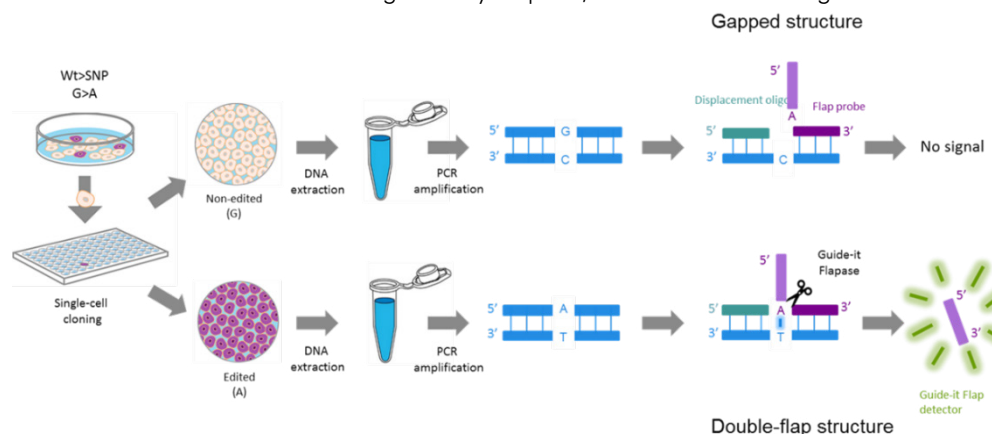 Gapped structure
Wt>SNP
G>A
5'
Displacement oligo
Flap probe
A
5'
G
5'
3'
3'
C
3'
C
No signal
DNA
extraction
PCR
amplification
Non-edited
(G)
Single-cell
cloning
5'
Guide-it
Flapase
5'
A
5'
A
3'
I
3'
T
3'
T
5'
3'
DNA
extraction
PCR
amplification
Edited
(A)
Guide-it Flap
detector
Double-flap structure